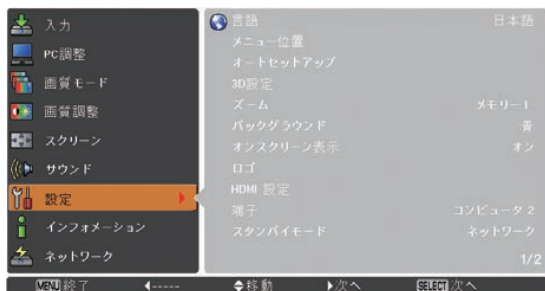 入力
PC調整
画質モード
画質調整
スクリーン
サウンド
設定
インフォメーション
ネットワーク
言語 日本語
メニュー位置
オートセットアップ
3D設定
ズーム メモリー 1
バックグラウンド 青
オンスクリーン表示 オン
ロゴ
HDMI 設定
端子 コンピュータ 2
スタンバイモード ネットワーク
1/2
MENU 終了 ----- 移動 次へ SELECT 次へ